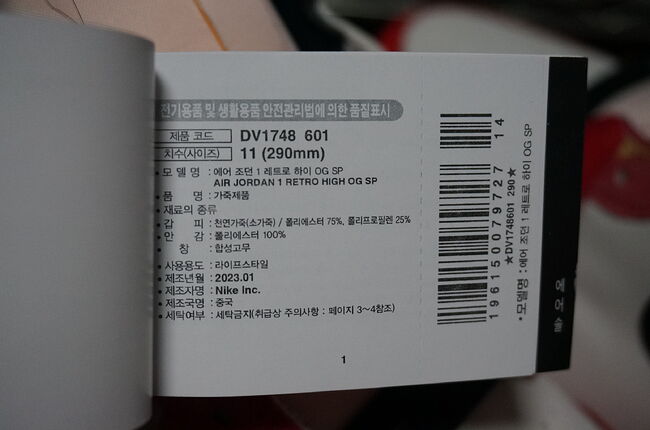 전기용품 및 생활용품 안전관리법에 의한 품질표시
제품 코드 DV1748 601
치수(사이즈) 11 (290mm)
• 모 델 명 : 에어 조던 1 레트로 하이 OG SP
AIR JORDAN 1 RETRO HIGH OG SP
• 품 명 : 가죽제품
• 재료의 종류
• 갑 피 : 천연가죽(소가죽) / 폴리에스터 75%, 폴리프로필렌 25%
• 안 감 : 폴리에스터 100%
• 창 : 합성고무
• 사용용도 : 라이프스타일
• 제조년월 : 2023.01
• 제조자명 : Nike Inc.
• 제조국명 : 중국
• 세탁여부 : 세탁금지(취급상 주의사항 : 페이지 3~4참조)
1
196150079727 14
★DV1748601 290★
• 모델명 : 에어 조던 1 레트로 하이 OG SP